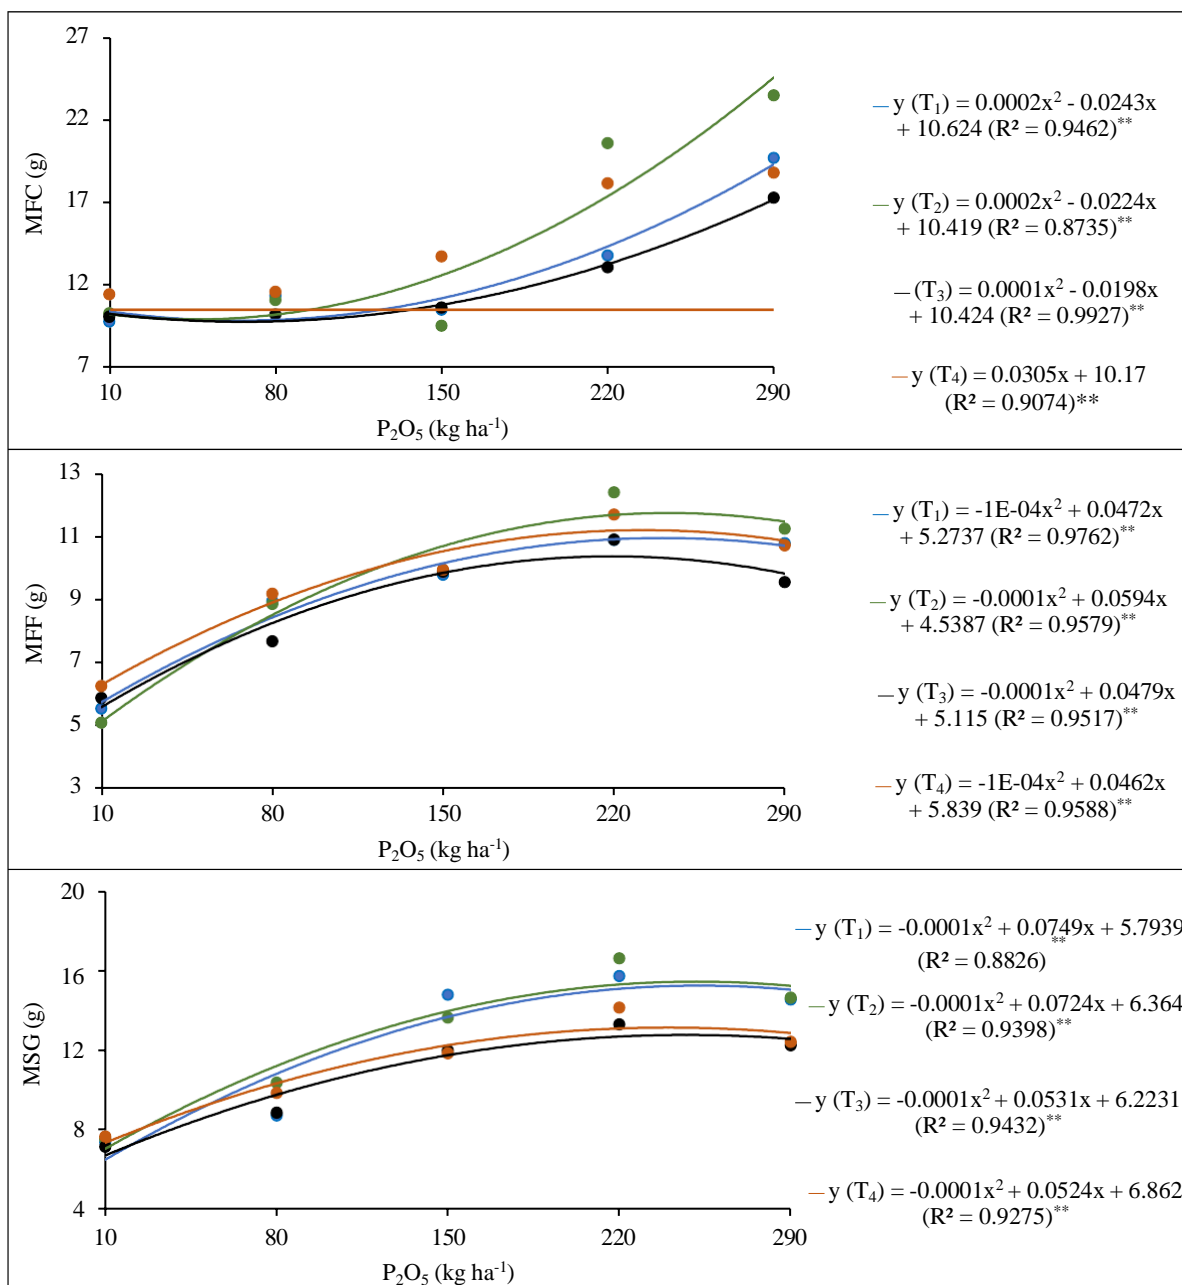 27
22
17
12
7
MFC (g)
10 80 150 220 290
P₂O₅ (kg ha⁻¹)
y (T₁) = 0.0002x² - 0.0243x
+ 10.624 (R² = 0.9462)**
y (T₂) = 0.0002x² - 0.0224x
+ 10.419 (R² = 0.8735)**
(T₃) = 0.0001x² - 0.0198x
+ 10.424 (R² = 0.9927)**
y (T₄) = 0.0305x + 10.17
(R² = 0.9074)**
13
11
9
7
5
3
MFF (g)
10 80 150 220 290
P₂O₅ (kg ha⁻¹)
y (T₁) = -1E-04x² + 0.0472x
+ 5.2737 (R² = 0.9762)**
y (T₂) = -0.0001x² + 0.0594x
+ 4.5387 (R² = 0.9579)**
y (T₃) = -0.0001x² + 0.0479x
+ 5.115 (R² = 0.9517)**
y (T₄) = -1E-04x² + 0.0462x
+ 5.839 (R² = 0.9588)**
20
16
12
8
4
MSG (g)
10 80 150 220 290
P₂O₅ (kg ha⁻¹)
y (T₁) = -0.0001x² + 0.0749x + 5.7939
(R² = 0.8826)**
y (T₂) = -0.0001x² + 0.0724x + 6.364
(R² = 0.9398)**
y (T₃) = -0.0001x² + 0.0531x + 6.2231
(R² = 0.9432)**
y (T₄) = -0.0001x² + 0.0524x + 6.862
(R² = 0.9275)**